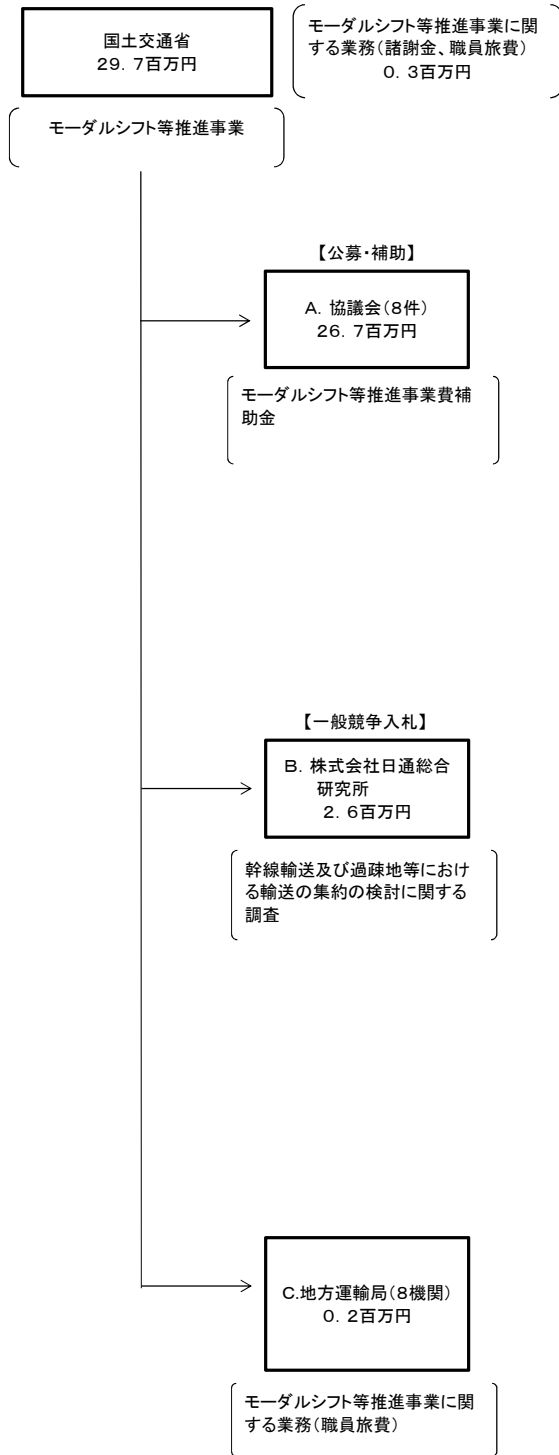 国土交通省
29.7百万円
モーダルシフト等推進事業に関
する業務(諸謝金、職員旅費)
0.3百万円
モーダルシフト等推進事業
【公募・補助】
A.協議会(8件)
26.7百万円
モーダルシフト等推進事業費補
助金
【一般競争入札】
B.株式会社日通総合
研究所
2.6百万円
幹線輸送及び過疎地等におけ
る輸送の集約の検討に関する
調査
C.地方運輸局(8機関)
0.2百万円
モーダルシフト等推進事業に関
する業務(職員旅費)